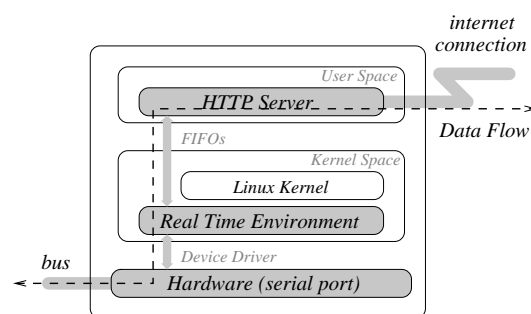 internet
connection
User Space
HTTP Server
Data Flow
FIFOs
Kernel Space
Linux Kernel
Real Time Environment
Device Driver
bus
Hardware (serial port)